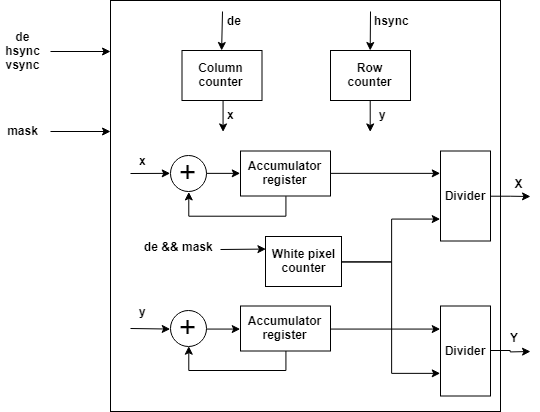 de
hsync
vsync
mask
de
hsync
Column
counter
Row
counter
x
y
x
+
Accumulator
register
Divider
X
de && mask
White pixel
counter
y
+
Accumulator
register
Divider
Y